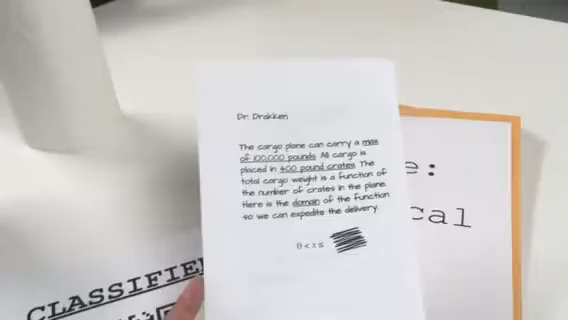 Dr. Drakken
The cargo plane can carry a max
of 100,000 pounds. All cargo is
placed in 400 pound crates. The
total cargo weight is a function of
the number of crates in the plane.
Here is the domain of the function
so we can expedite the delivery.
0 < x ≤
e:
cal
CLASSIFIE